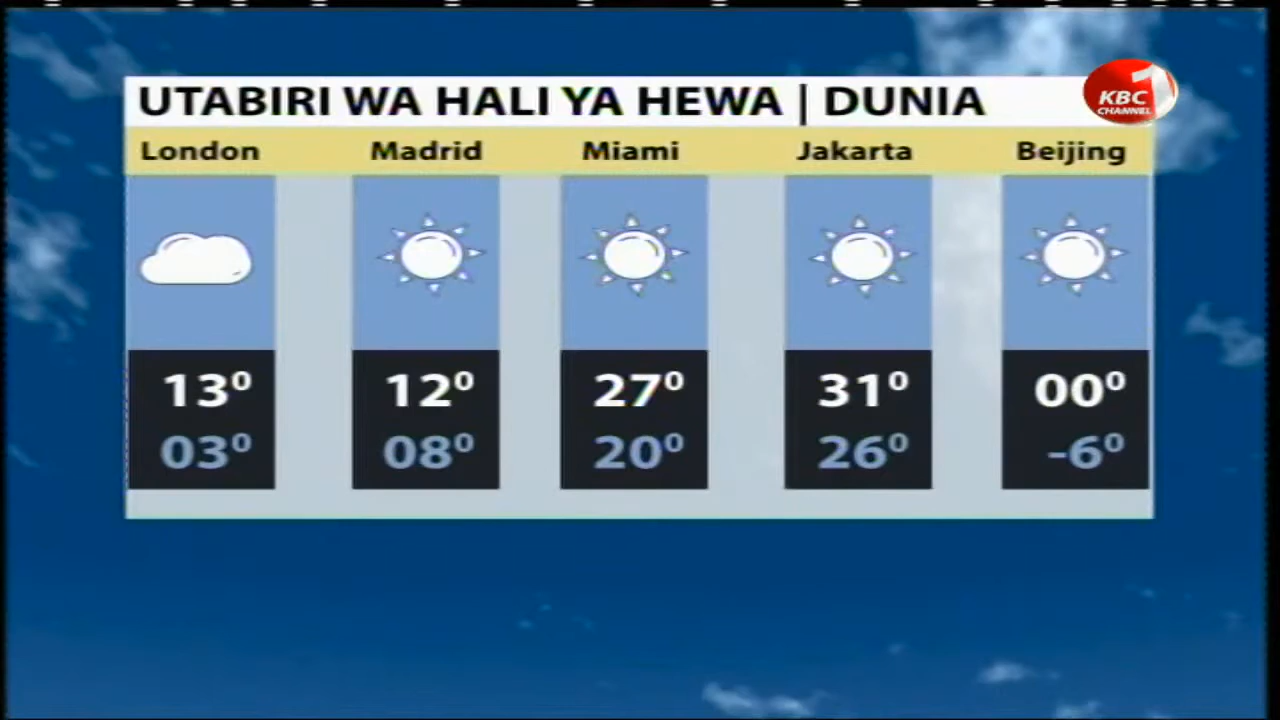 UTABIRI WA HALI YA HEWA | DUNIA
KBC 1
CHANNEL
London Madrid Miami Jakarta Beijing
13⁰ 12⁰ 27⁰ 31⁰ 00⁰
03⁰ 08⁰ 20⁰ 26⁰ -6⁰